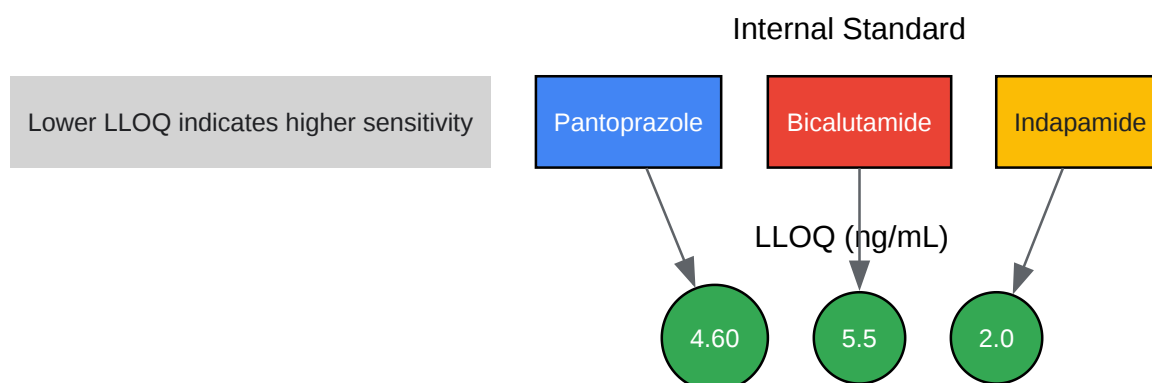 Internal Standard
Lower LLOQ indicates higher sensitivity
Pantoprazole
Bicalutamide
Indapamide
LLOQ (ng/mL)
4.60
5.5
2.0